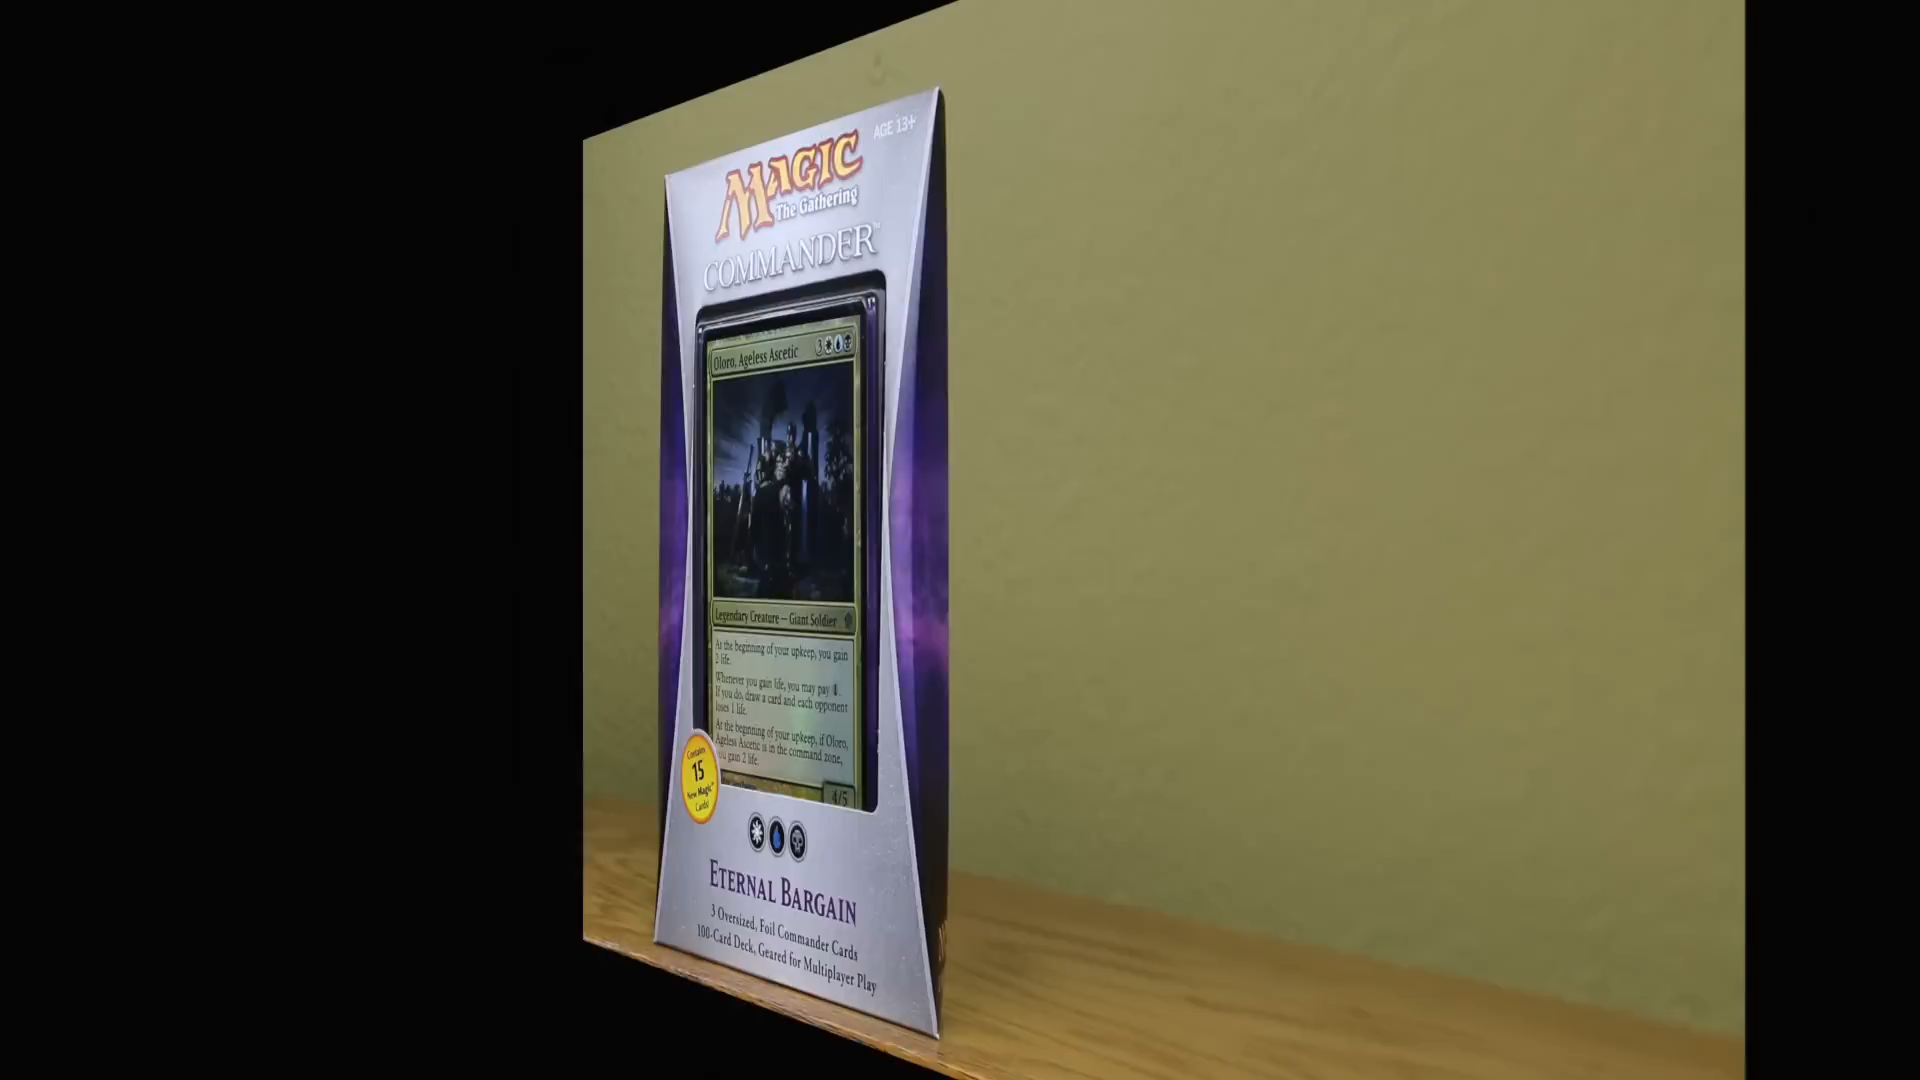 AGE 13+
MAGIC
The Gathering
COMMANDER™
Oloro, Ageless Ascetic 3
Legendary Creature — Giant Soldier
At the beginning of your upkeep, you gain
2 life.
Whenever you gain life, you may pay 1.
If you do, draw a card and each opponent
loses 1 life.
At the beginning of your upkeep, if Oloro,
Ageless Ascetic is in the command zone,
you gain 2 life.
4/5
Contains
15
New Magic™
Cards!
ETERNAL BARGAIN
3 Oversized, Foil Commander Cards
100-Card Deck, Geared for Multiplayer Play